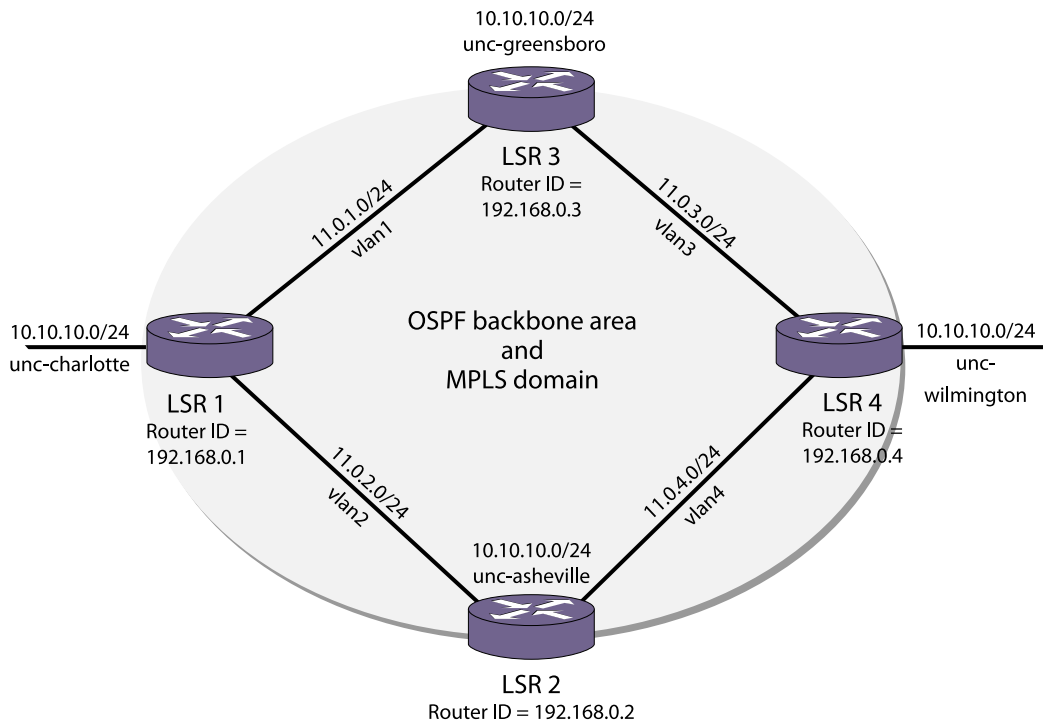 10.10.10.0/24
unc-greensboro
LSR 3
Router ID =
192.168.0.3
11.0.1.0/24
vlan1
11.0.3.0/24
vlan3
10.10.10.0/24
unc-charlotte
LSR 1
Router ID =
192.168.0.1
OSPF backbone area
and
MPLS domain
10.10.10.0/24
unc-
wilmington
LSR 4
Router ID =
192.168.0.4
11.0.2.0/24
vlan2
11.0.4.0/24
vlan4
10.10.10.0/24
unc-asheville
LSR 2
Router ID = 192.168.0.2